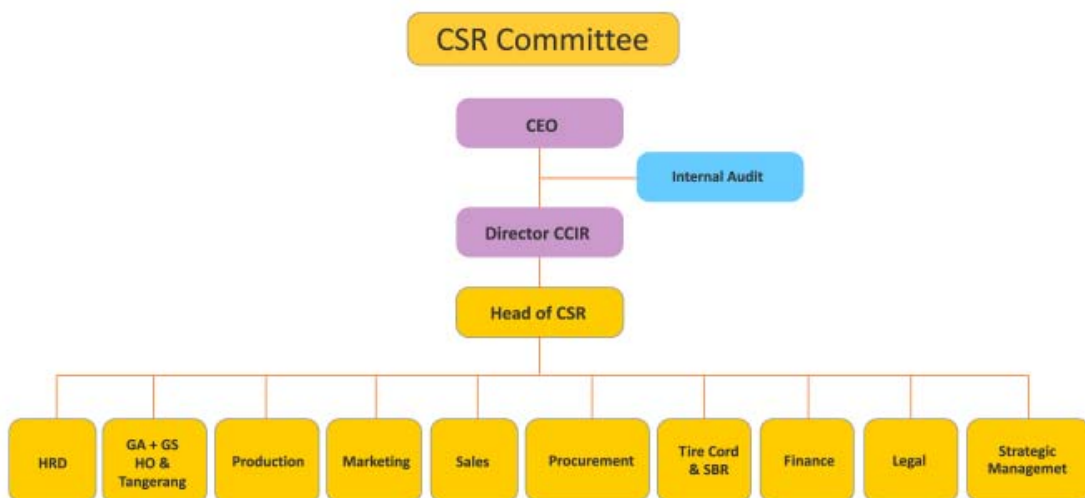 CSR Committee
CEO
Internal Audit
Director CCIR
Head of CSR
HRD
GA + GS
HO &
Tangerang
Production
Marketing
Sales
Procurement
Tire Cord
& SBR
Finance
Legal
Strategic
Managemet